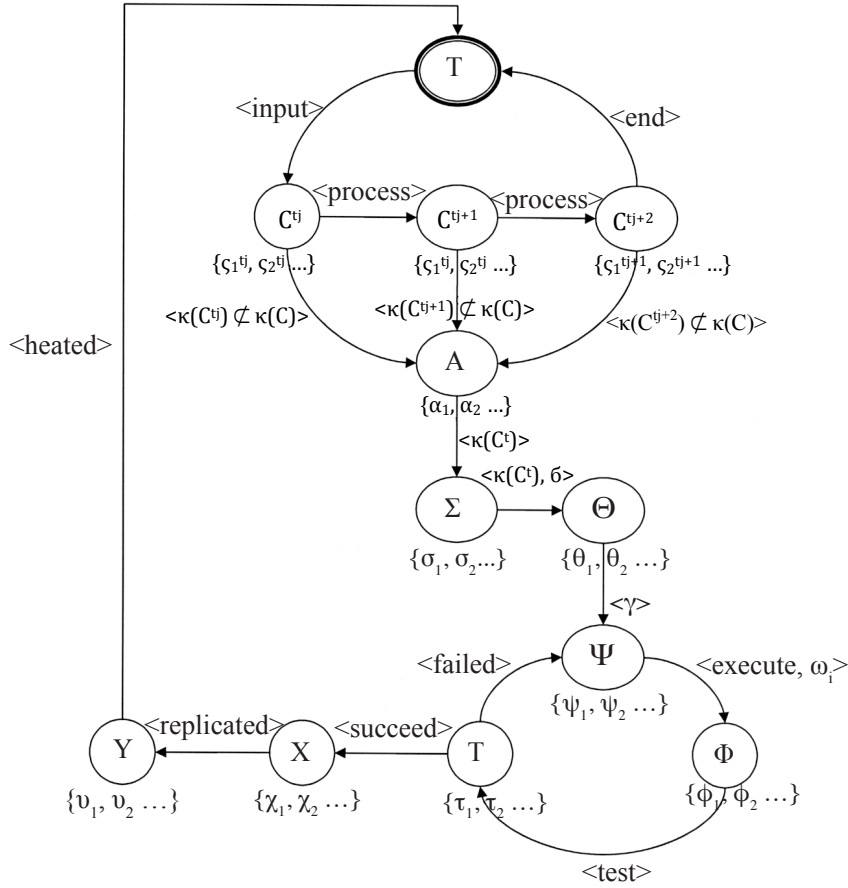 T
<input>
<end>
<process>
<process>
C^tj
C^tj+1
C^tj+2
{ς₁^tj, ς₂^tj ...}
{ς₁^tj, ς₂^tj ...}
{ς₁^tj+1, ς₂^tj+1 ...}
<κ(C^tj) ⊄ κ(C)>
<κ(C^tj+1) ⊄ κ(C)>
<κ(C^tj+2) ⊄ κ(C)>
<heated>
A
{α₁, α₂ ...}
<κ(C^t)>
<κ(C^t), б>
Σ
Θ
{σ₁, σ₂...}
{θ₁, θ₂ ...}
<γ>
<failed>
Ψ
<execute, ωᵢ>
{ψ₁, ψ₂ ...}
<replicated>
<succeed>
Y
X
T
Φ
{υ₁, υ₂ ...}
{χ₁, χ₂ ...}
{τ₁, τ₂ ...}
{ϕ₁, ϕ₂ ...}
<test>